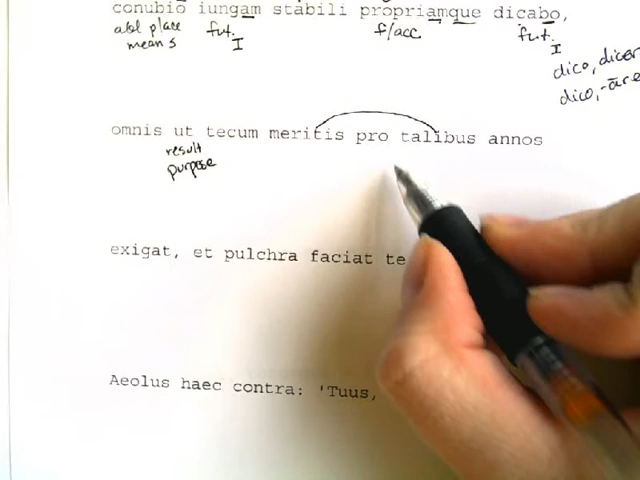 conubio iungam stabili propriamque dicabo,
abl place fut. f/acc fut.
means I I
dico, dicer
dico, -āre
omnis ut tecum meritis pro talibus annos
result
purpose
exigat, et pulchra faciat te
Aeolus haec contra: 'Tuus,